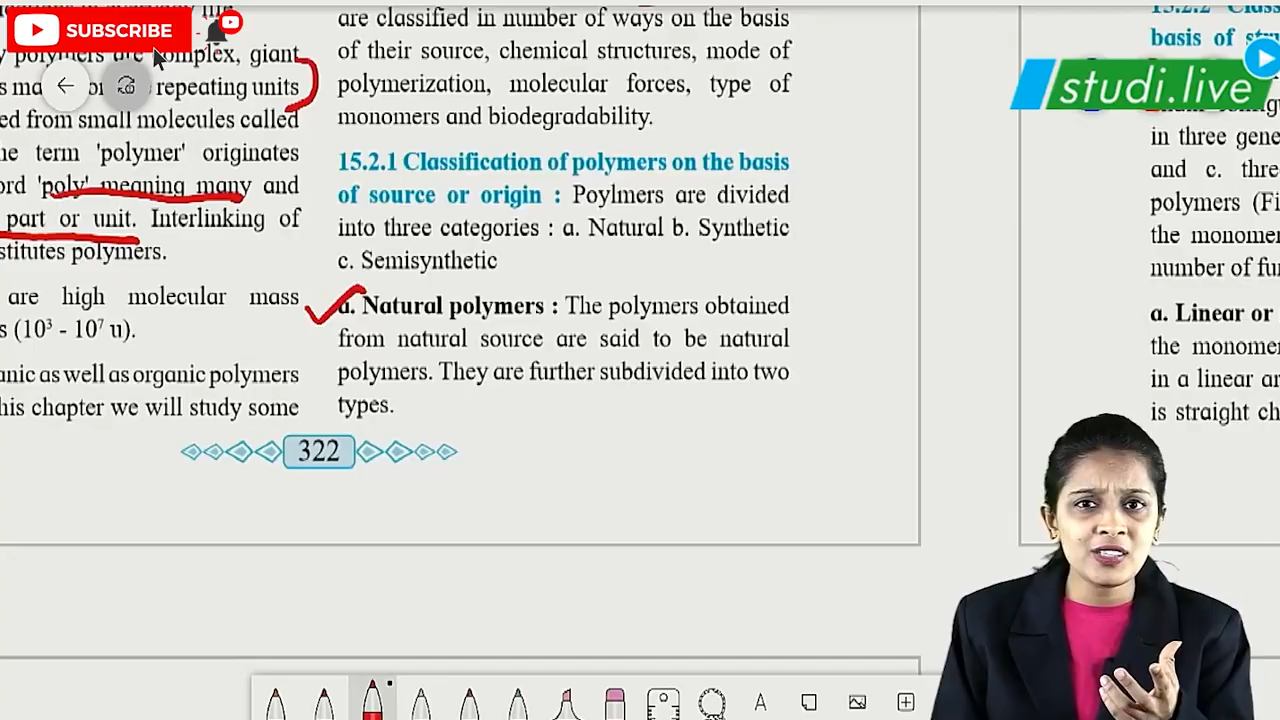 SUBSCRIBE
polymers are complex, giant
repeating units
ed from small molecules called
term 'polymer' originates
'poly' meaning many and
part or unit. Interlinking of
stitutes polymers.
are high molecular mass
s (10³ - 10⁷ u).
anic as well as organic polymers
his chapter we will study some
are classified in number of ways on the basis
of their source, chemical structures, mode of
polymerization, molecular forces, type of
monomers and biodegradability.
15.2.1 Classification of polymers on the basis
of source or origin : Poylmers are divided
into three categories : a. Natural b. Synthetic
c. Semisynthetic
a. Natural polymers : The polymers obtained
from natural source are said to be natural
polymers. They are further subdivided into two
types.
322
15.2.2
basis of
studi.live
in three gene
and c. thre
polymers (Fi
the monomer
number of fu
a. Linear or
the monome
in a linear ar
is straight ch
A